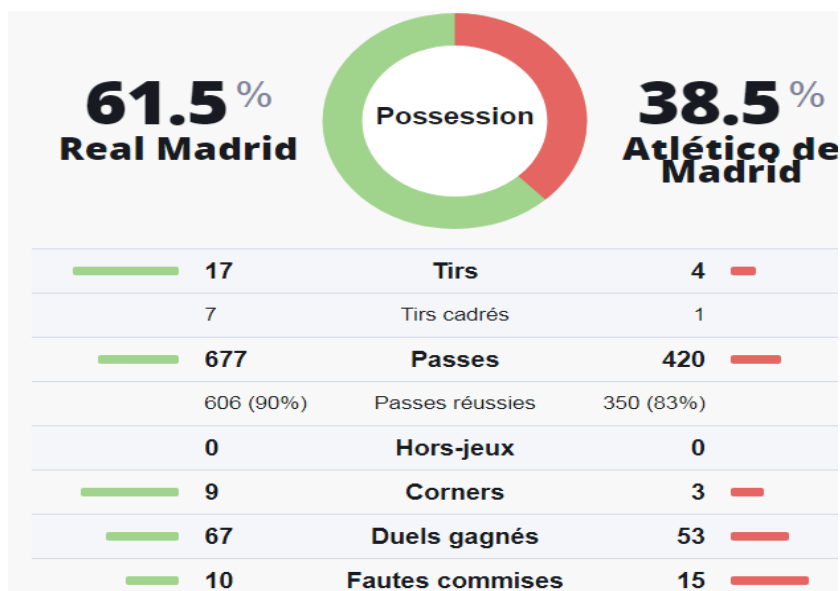 61.5 %
Real Madrid
Possession
38.5 %
Atlético de
Madrid
17 Tirs 4
7 Tirs cadrés 1
677 Passes 420
606 (90%) Passes réussies 350 (83%)
0 Hors-jeux 0
9 Corners 3
67 Duels gagnés 53
10 Fautes commises 15